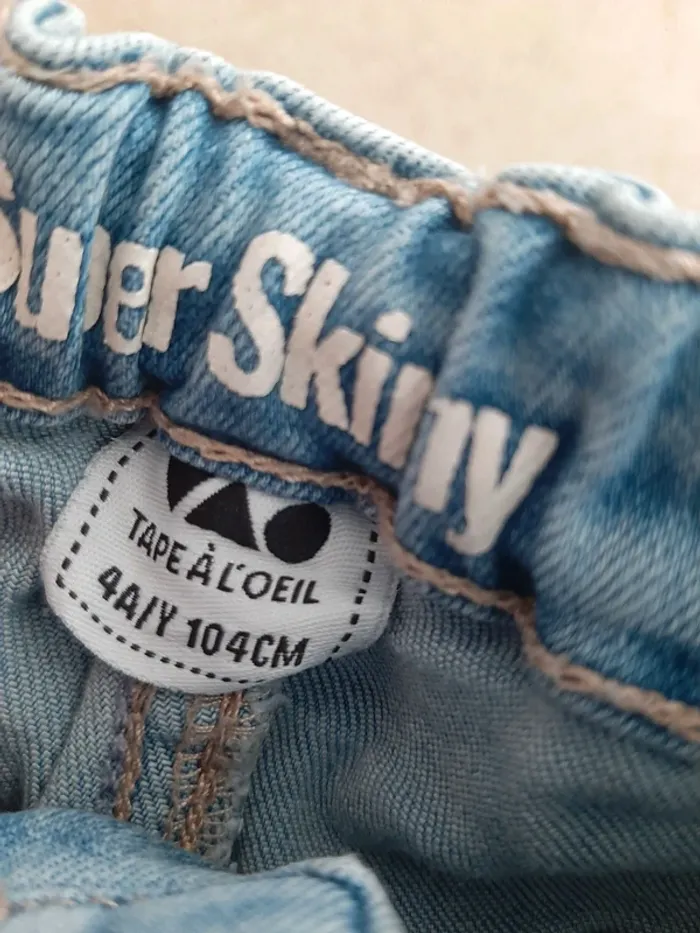 Super Skinny
TAPE À L'OEIL
4A/Y 104CM